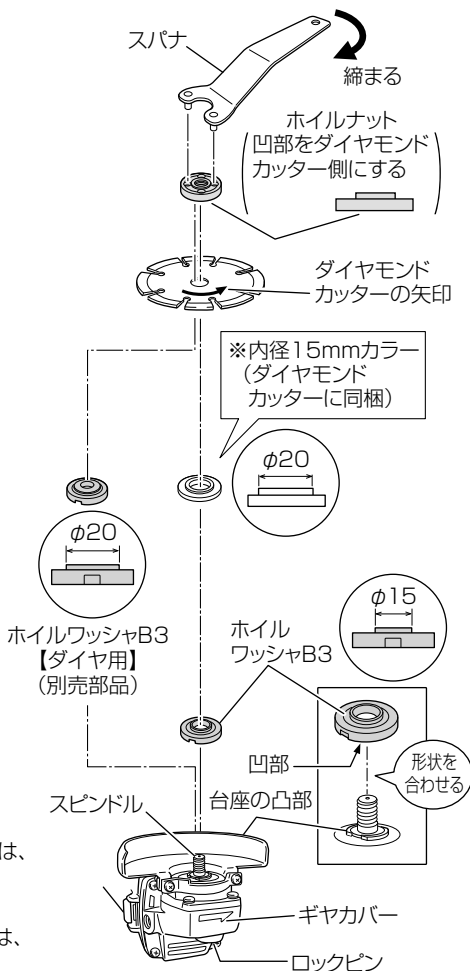 スパナ
締まる
ホイルナット
凹部をダイヤモンド
カッター側にする
ダイヤモンド
カッターの矢印
※内径15mmカラー
(ダイヤモンド
カッターに同梱)
φ20
φ20
ホイルワッシャB3
【ダイヤ用】
(別売部品)
φ15
ホイル
ワッシャB3
凹部
形状を
合わせる
スピンドル
台座の凸部
は、
は、
ギヤカバー
ロックピン